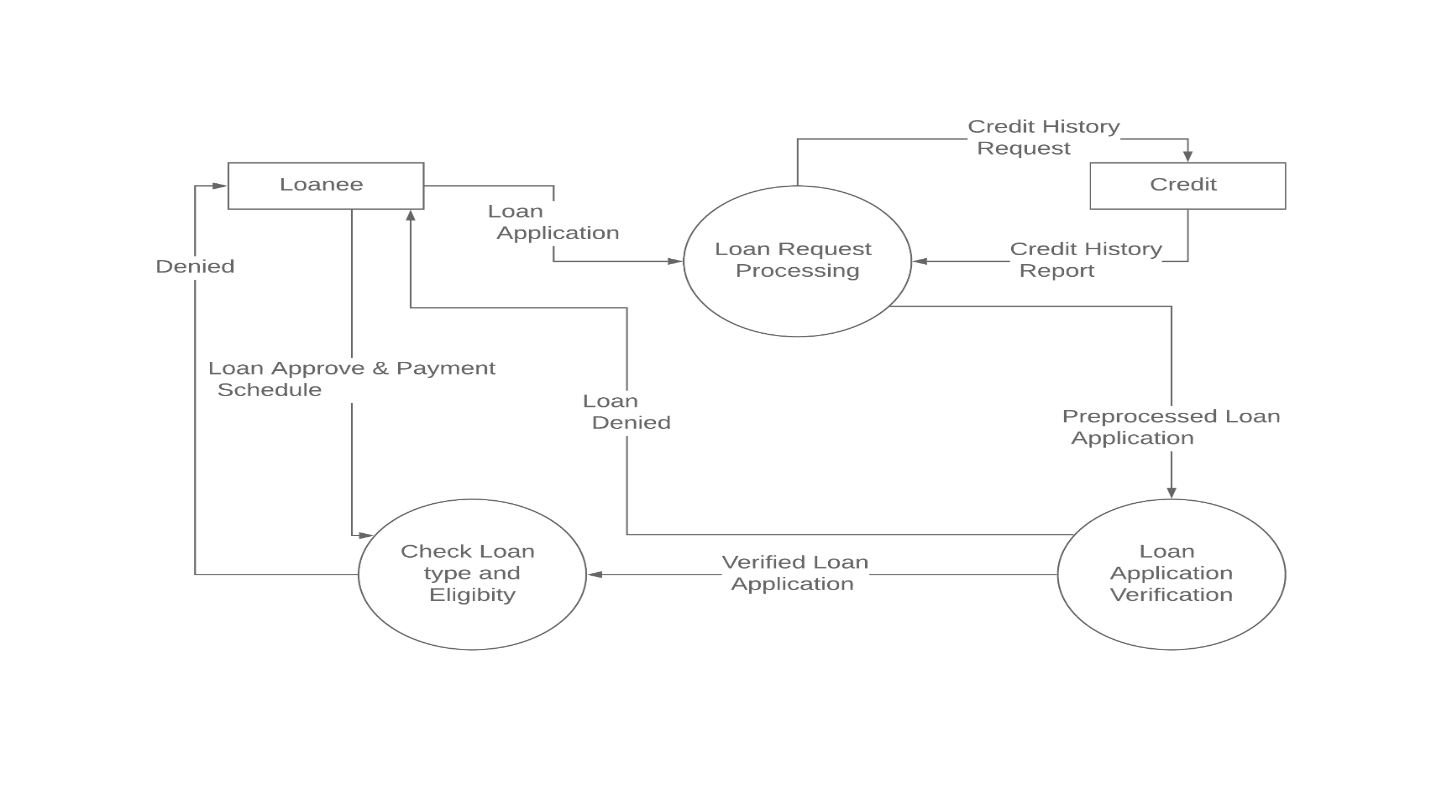 Credit History
Request
Loanee
Credit
Loan
Application
Loan Request
Processing
Credit History
Report
Denied
Loan Approve & Payment
Schedule
Loan
Denied
Preprocessed Loan
Application
Check Loan
type and
Eligibity
Verified Loan
Application
Loan
Application
Verification